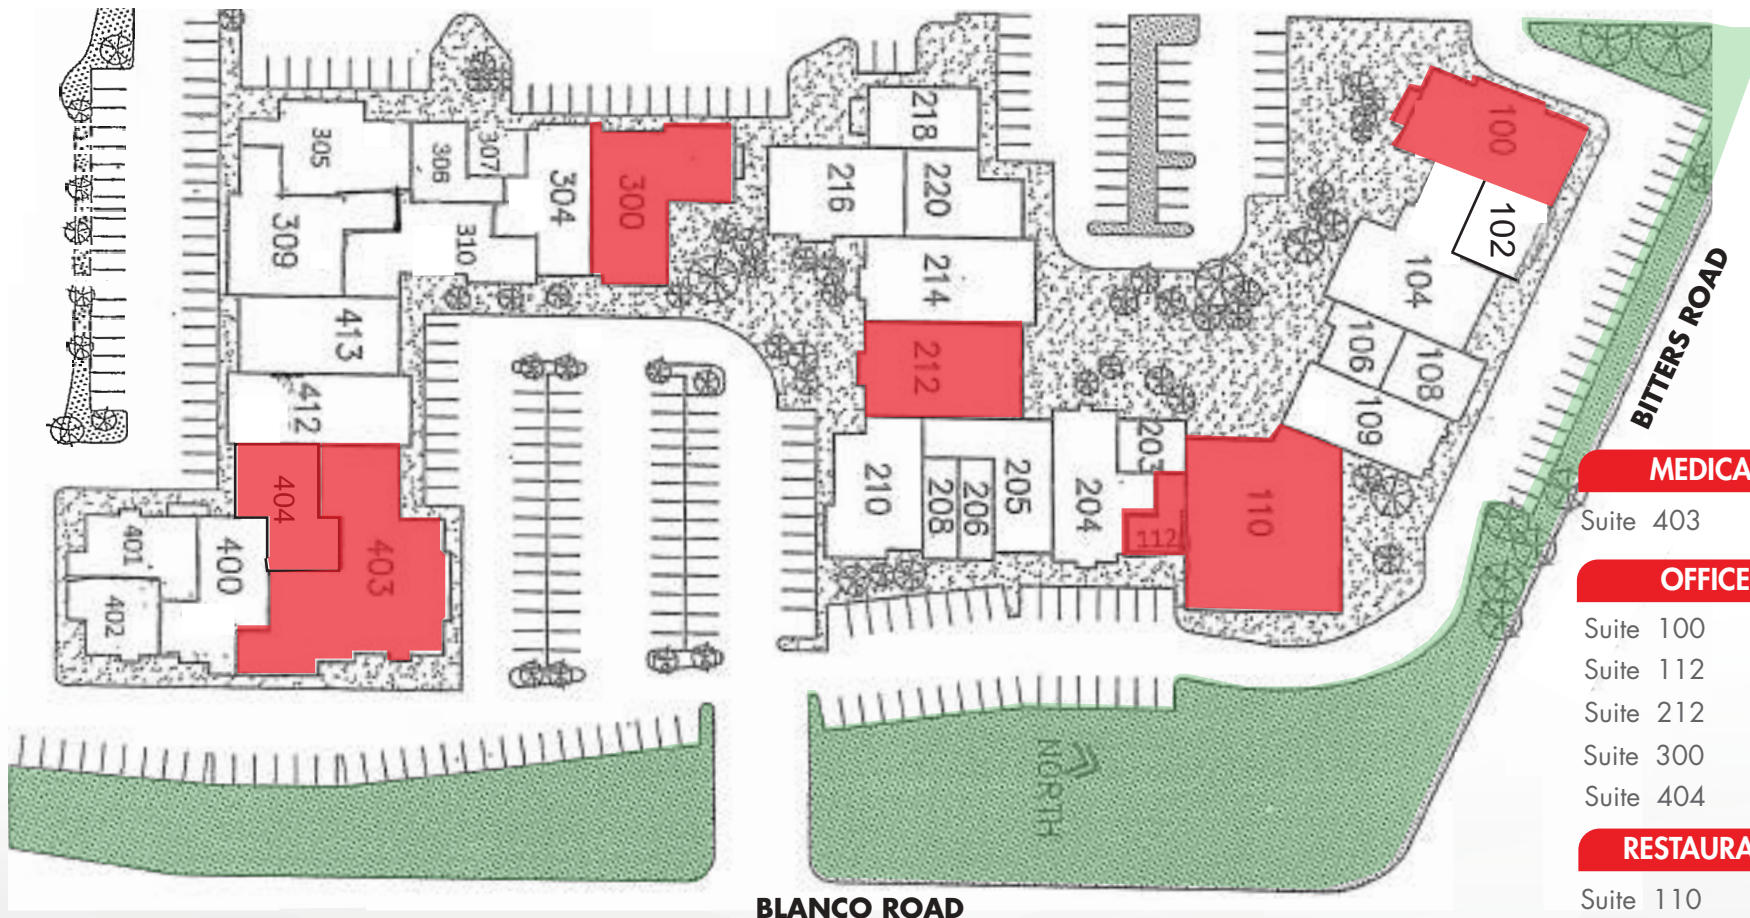 218
305
306
307
304
300
216
220
100
102
309
310
214
104
413
212
106
108
412
109
210
208
206
205
204
203
404
403
110
112
401
400
402
BITTERS ROAD
MEDICA
Suite 403
OFFICE
Suite 100
Suite 112
Suite 212
Suite 300
Suite 404
RESTAURA
Suite 110
NORTH
BLANCO ROAD